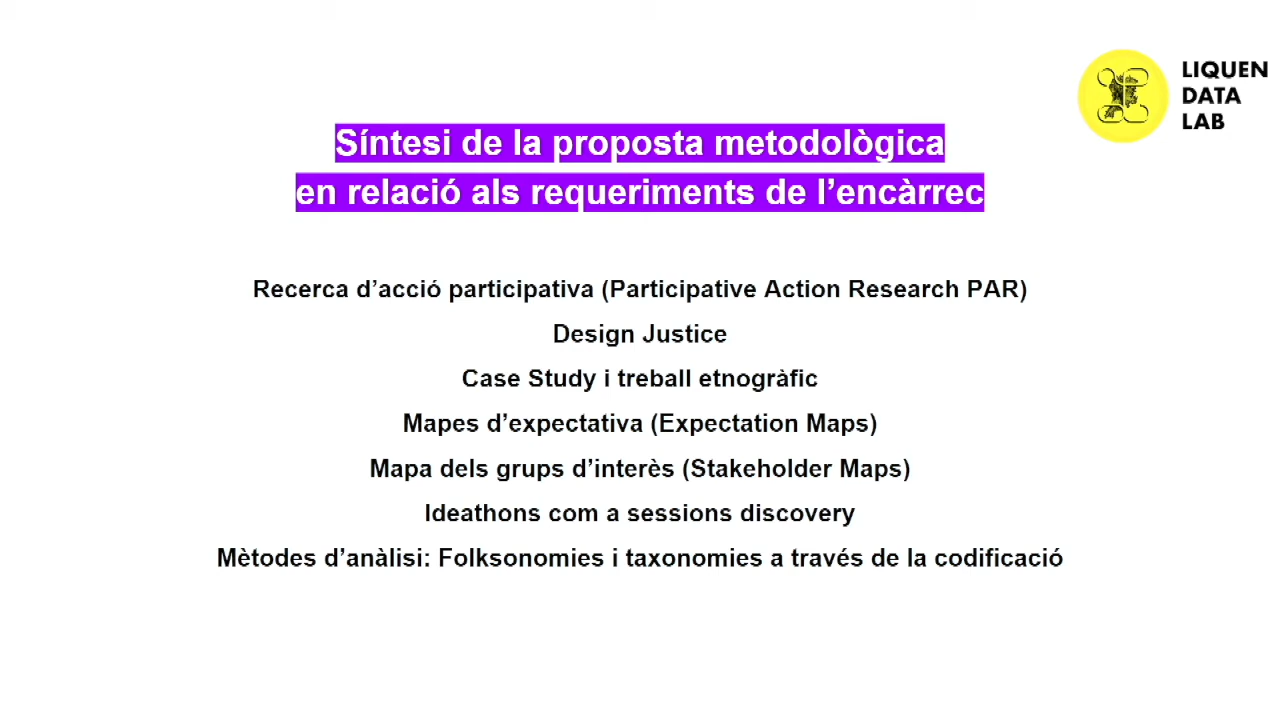 LIQUEN
DATA
LAB
Síntesi de la proposta metodològica
en relació als requeriments de l’encàrrec
Recerca d’acció participativa (Participative Action Research PAR)
Design Justice
Case Study i treball etnogràfic
Mapes d’expectativa (Expectation Maps)
Mapa dels grups d’interès (Stakeholder Maps)
Ideathons com a sessions discovery
Mètodes d’anàlisi: Folksonomies i taxonomies a través de la codificació